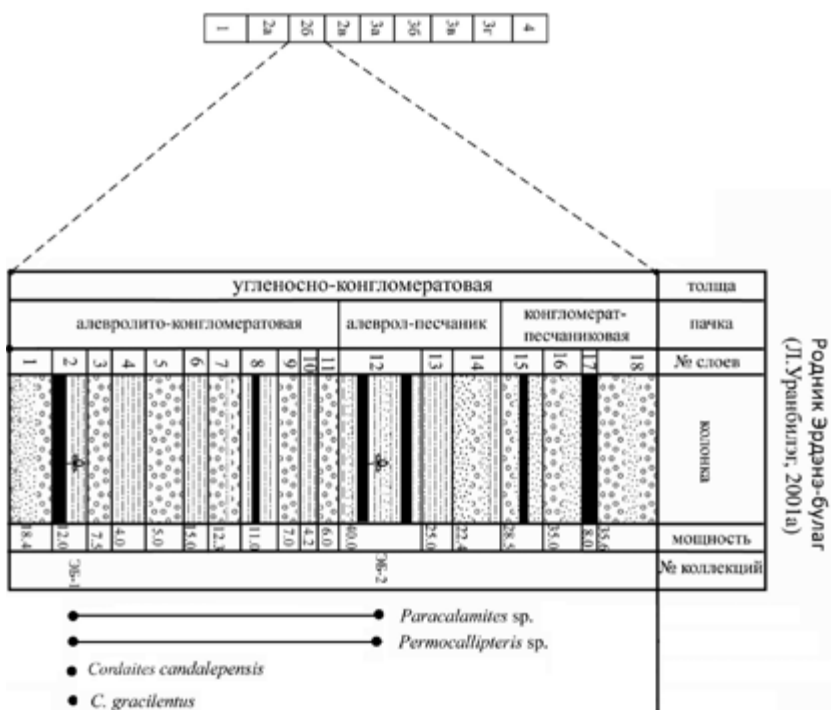 1 2а 2б 2в 3а 3б 3в 3г 4
угленосно-конгломератовая толща
алевролито-конгломератовая алеврол-песчаник конгломерат-песчаниковая пачка
1 2 3 4 5 6 7 8 9 10 11 12 13 14 15 16 17 18 № слоев
колонка
18.4 12.0 7.5 4.0 5.0 15.0 12.3 11.0 7.0 4.2 6.0 40.0 25.0 22.4 28.5 35.0 8.0 35.6 мощность
ЭБ-1 ЭБ-2 № коллекций
Родник Эрдэнэ-булаг
(Л.Уранбилэг, 2001а)
Paracalamites sp.
Permocallipteris sp.
Cordaites candalepensis
C. gracilentus